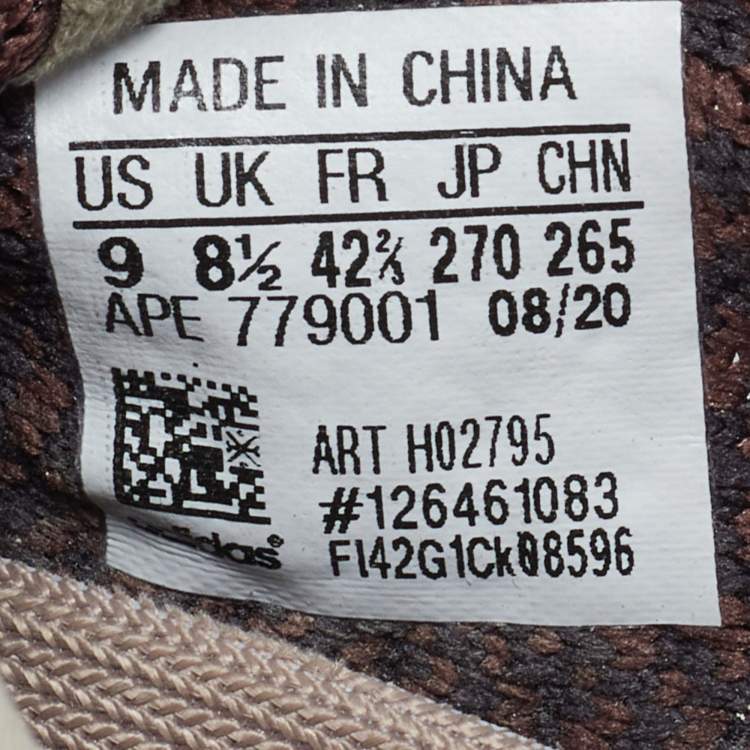 MADE IN CHINA
US UK FR JP CHN
9 8½ 42⅔ 270 265
APE 779001 08/20
ART H02795
#126461083
adidas®